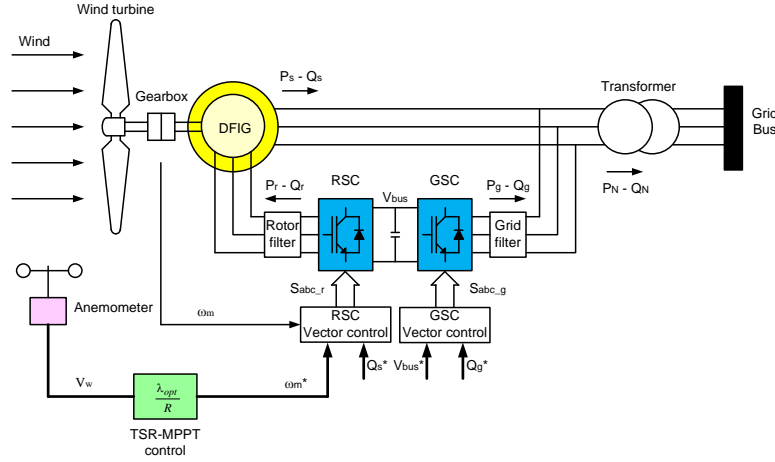 Wind turbine
Wind
Gearbox
DFIG
Ps - Qs
Transformer
Grid
Bus
PN - QN
Pr - Qr
RSC
Vbus
GSC
Pg - Qg
Rotor
filter
Grid
filter
Sabc_r
Sabc_g
Anemometer
ωm
RSC
Vector control
GSC
Vector control
Qs*
Vbus*
Qg*
Vw
λopt
R
ωm*
TSR-MPPT
control